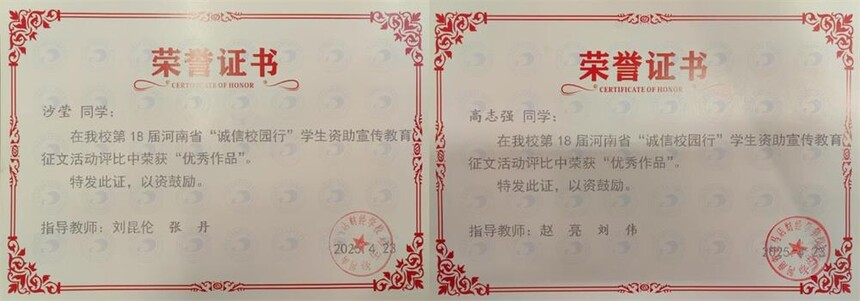 荣誉证书
CERTIFICATE OF HONOR
沙莹 同学：
在我校第18届河南省“诚信校园行”学生资助宣传教育
征文活动评比中荣获“优秀作品”。
特发此证，以资鼓励。
指导教师：刘昆伦 张 丹
2025.4.23
荣誉证书
CERTIFICATE OF HONOR
高志强 同学：
在我校第18届河南省“诚信校园行”学生资助宣传教育
征文活动评比中荣获“优秀作品”。
特发此证，以资鼓励。
指导教师：赵 亮 刘 伟
2025.4.23